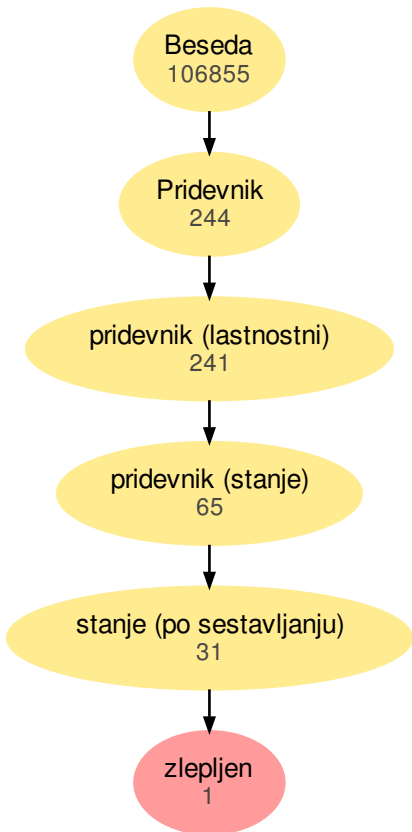 Beseda
106855
Pridevnik
244
pridevnik (lastnostni)
241
pridevnik (stanje)
65
stanje (po sestavljanju)
31
zlepljen
1